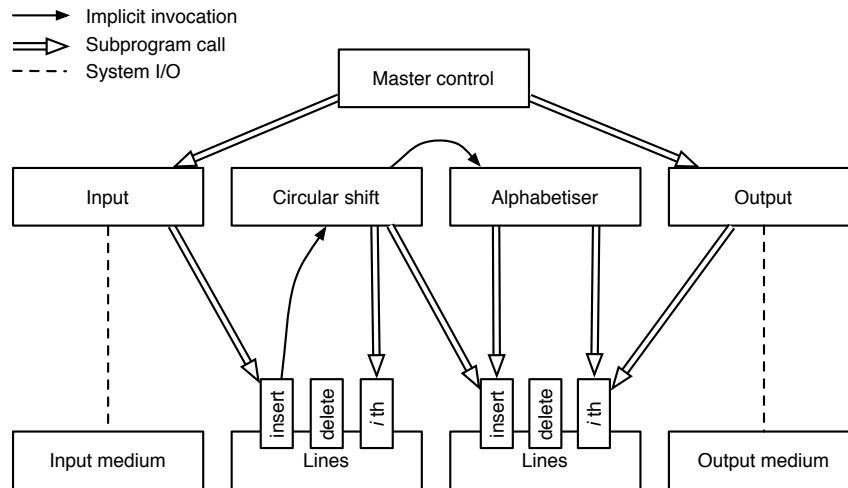 Implicit invocation
Subprogram call
System I/O
Master control
Input
Circular shift
Alphabetiser
Output
insert
delete
i th
insert
delete
i th
Input medium
Lines
Lines
Output medium